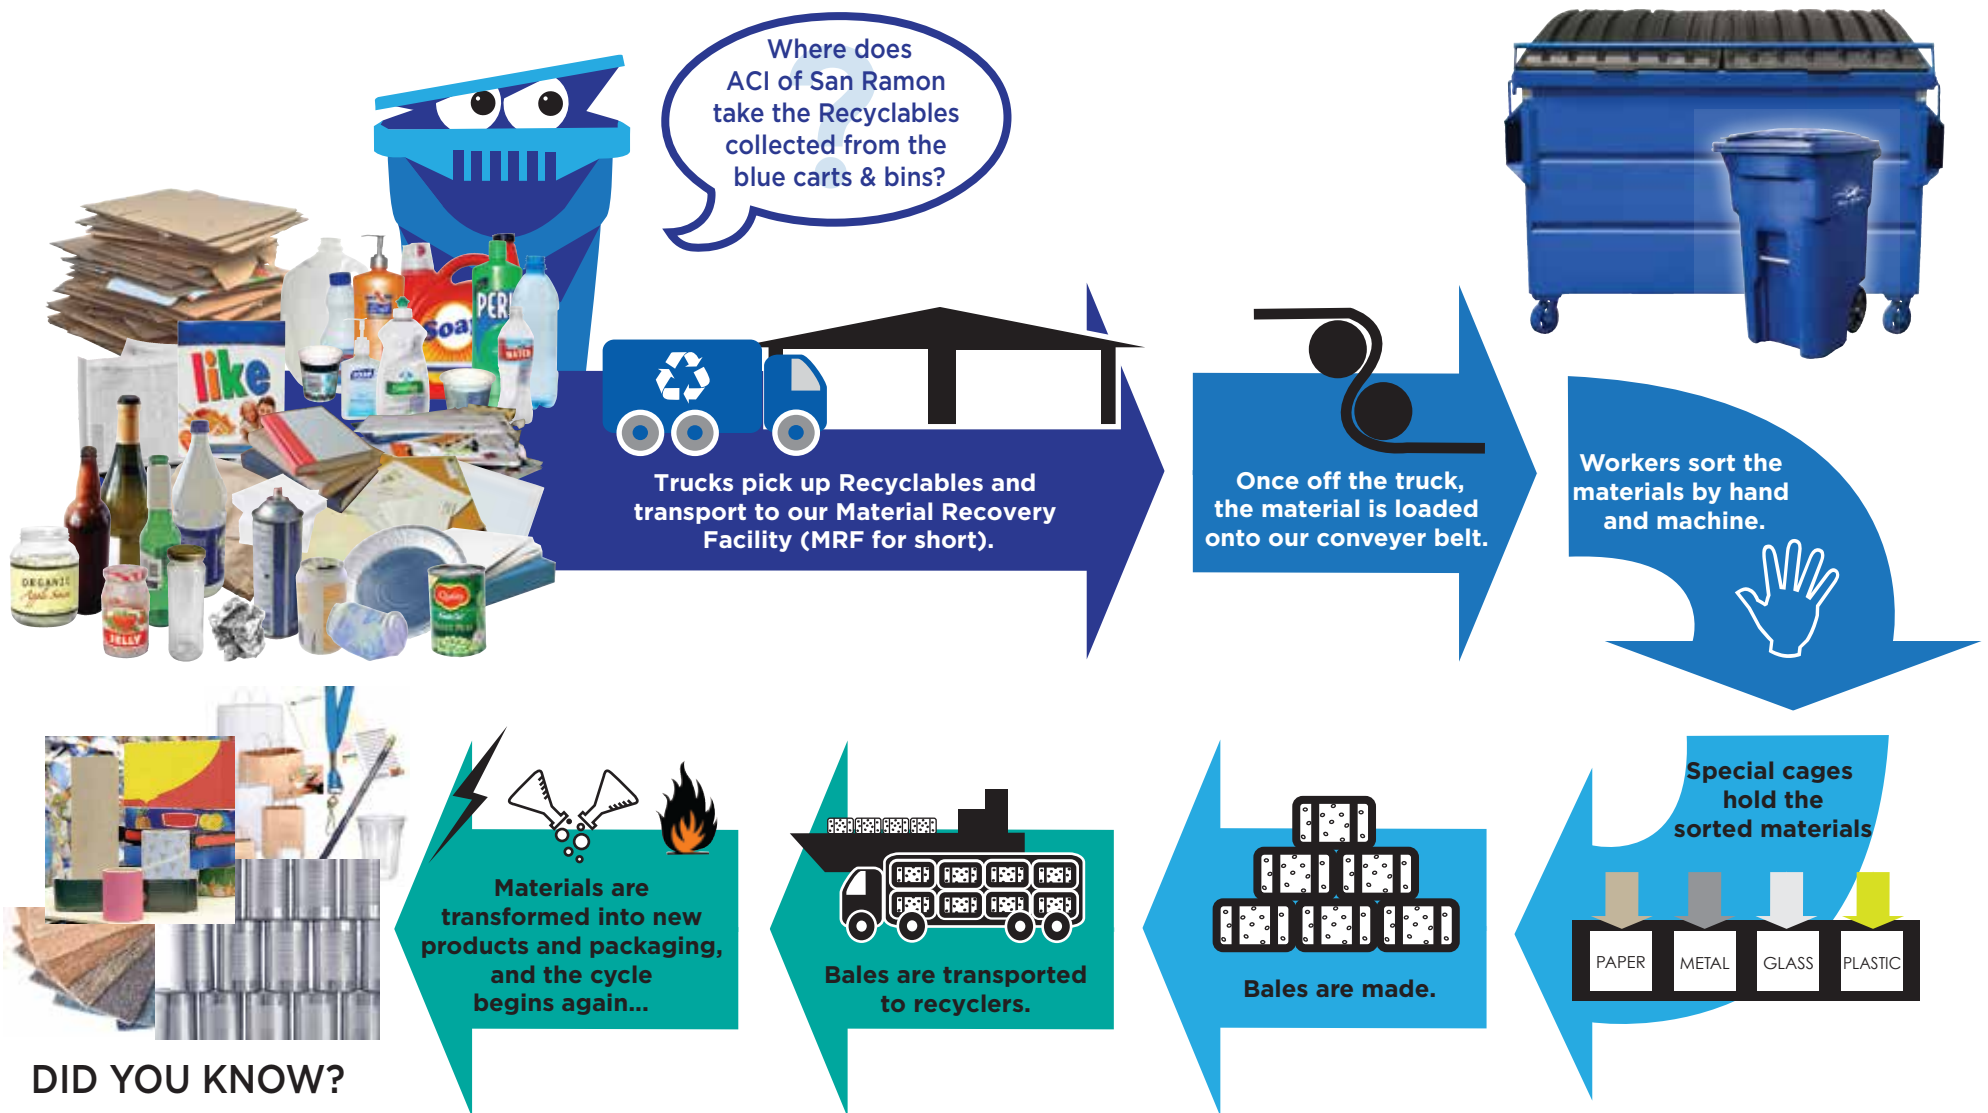 Where does
ACI of San Ramon
take the Recyclables
collected from the
blue carts & bins?
like
Soap
PER
WATER
ORGANIC
JELLY
Trucks pick up Recyclables and
transport to our Material Recovery
Facility (MRF for short).
Once off the truck,
the material is loaded
onto our conveyer belt.
Workers sort the
materials by hand
and machine.
Special cages
hold the
sorted materials
PAPER METAL GLASS PLASTIC
Bales are made.
Bales are transported
to recyclers.
Materials are
transformed into new
products and packaging,
and the cycle
begins again...
DID YOU KNOW?